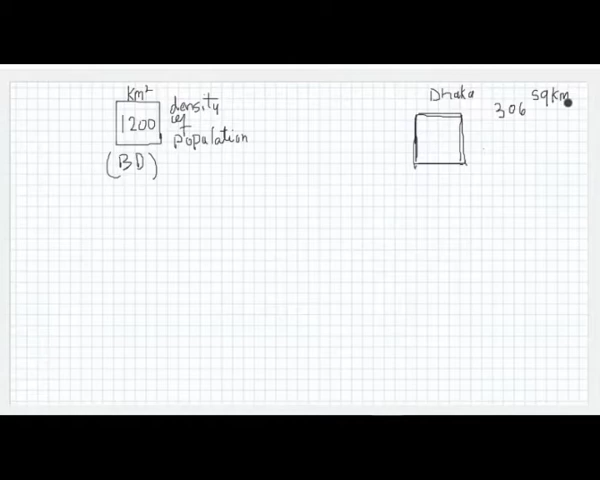 Km²
1200
density
of
population
(BD)
Dhaka
306 sqkm